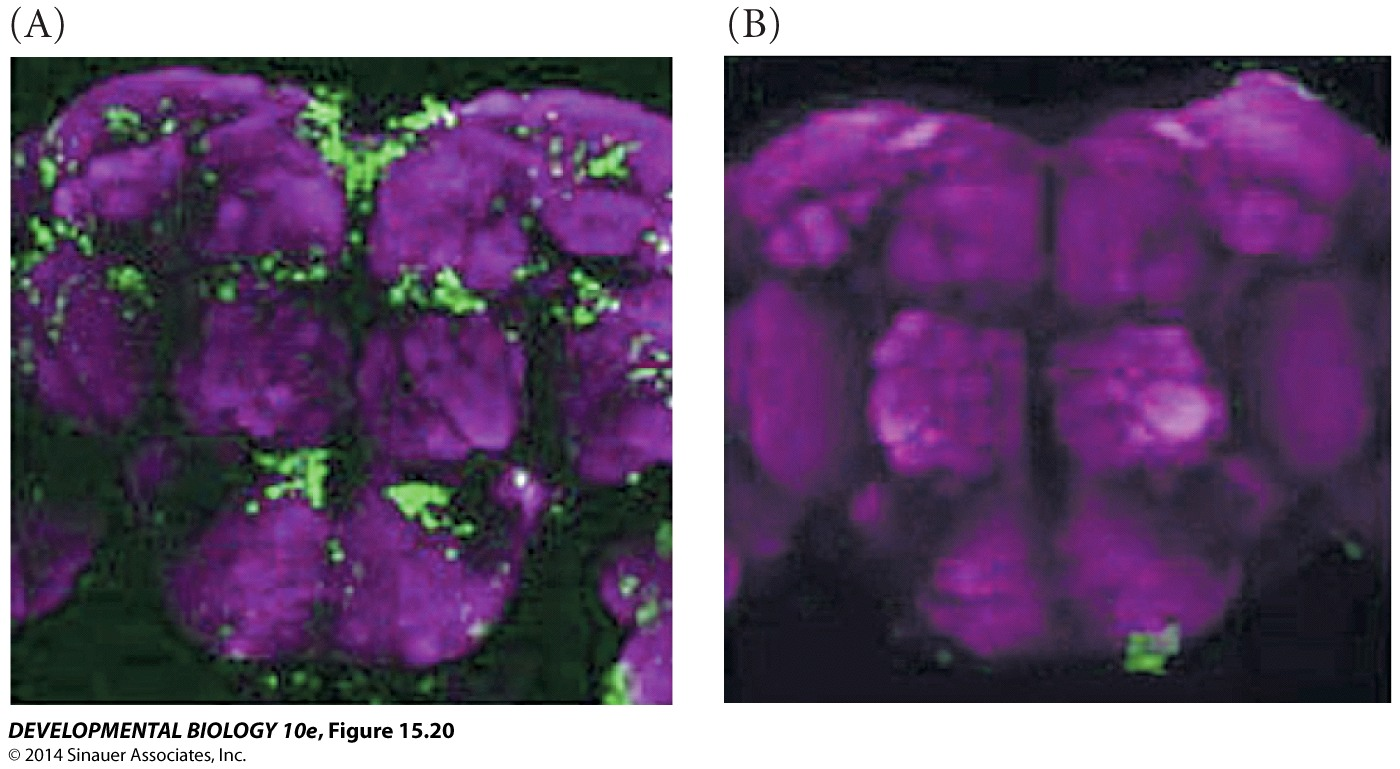 (A)
(B)
DEVELOPMENTAL BIOLOGY 10e, Figure 15.20
© 2014 Sinauer Associates, Inc.